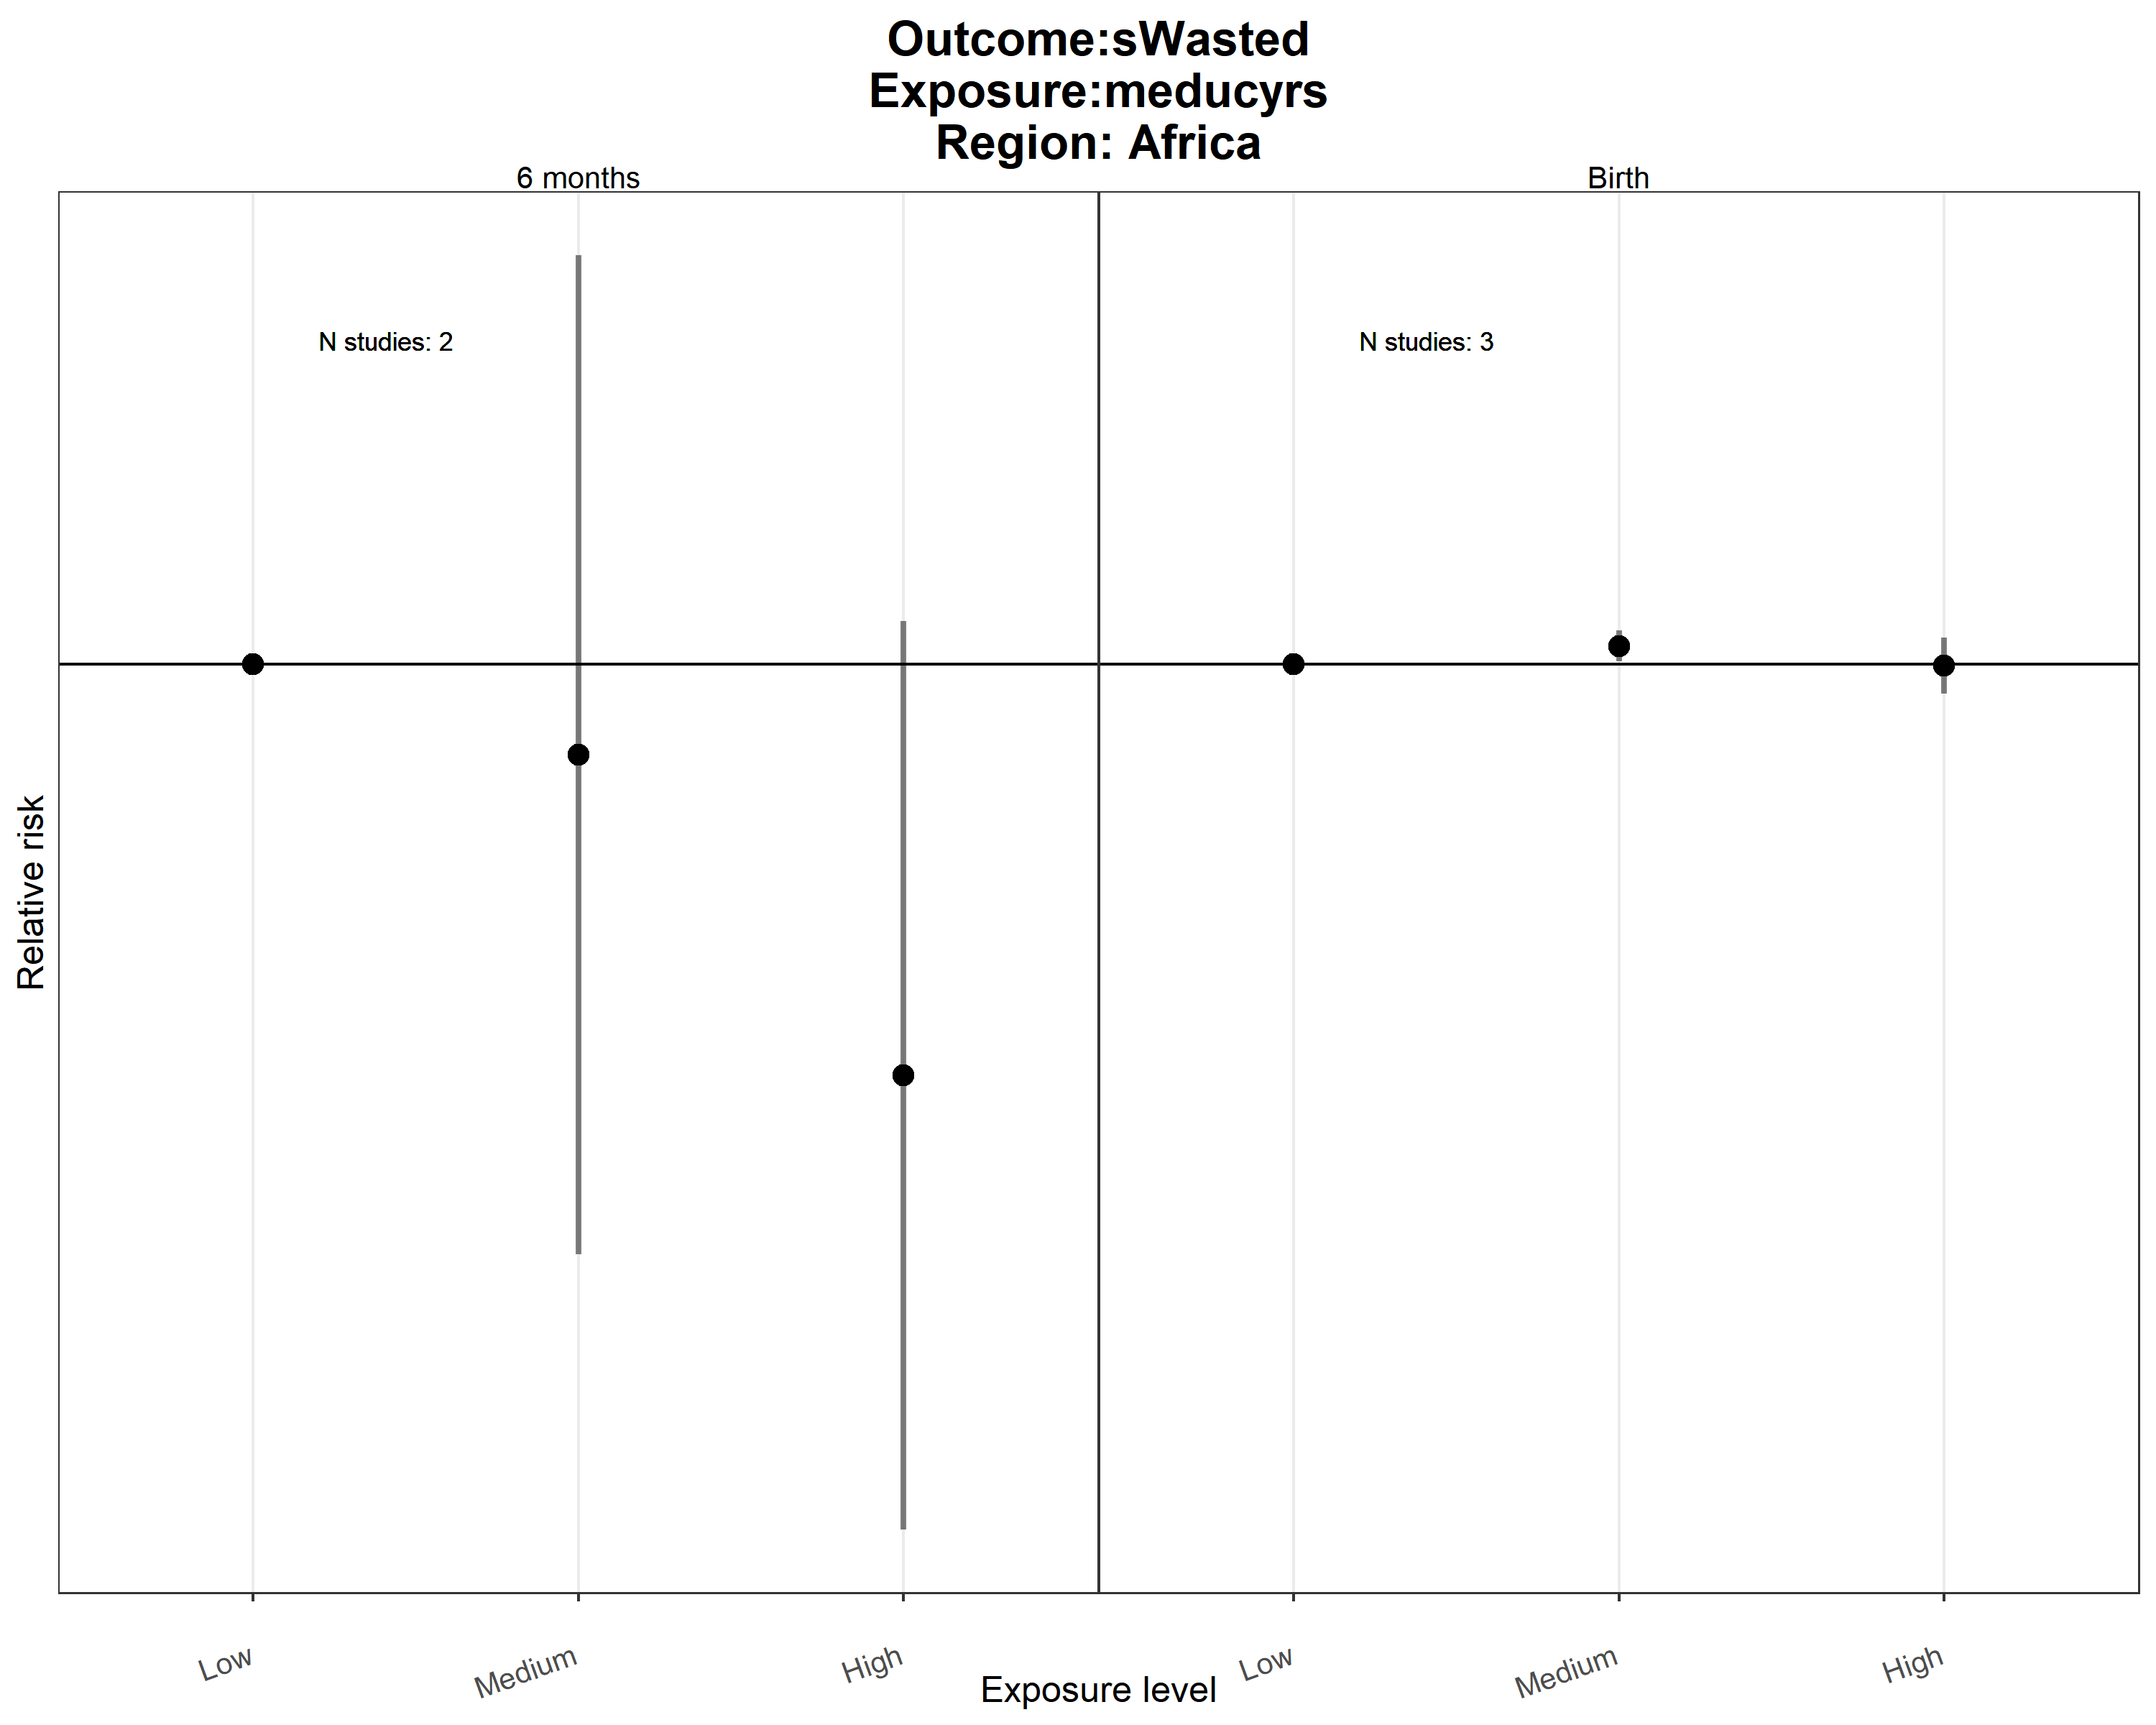 Outcome:sWasted
Exposure:meducyrs
Region: Africa
6 months
Birth
N studies: 2
N studies: 3
Relative risk
Low
Medium
High
Low
Medium
High
Exposure level